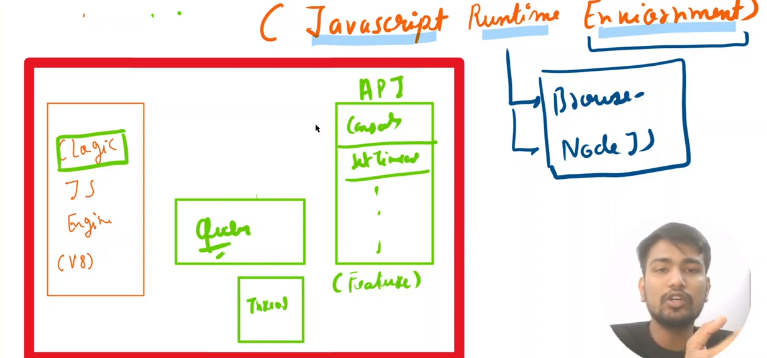 ( Javascript Runtime Enviornment)
API
Console
(Logic
JS
Engine
(V8)
setTimeout
Queue
Thread
(Feature)
Browser
Node JS